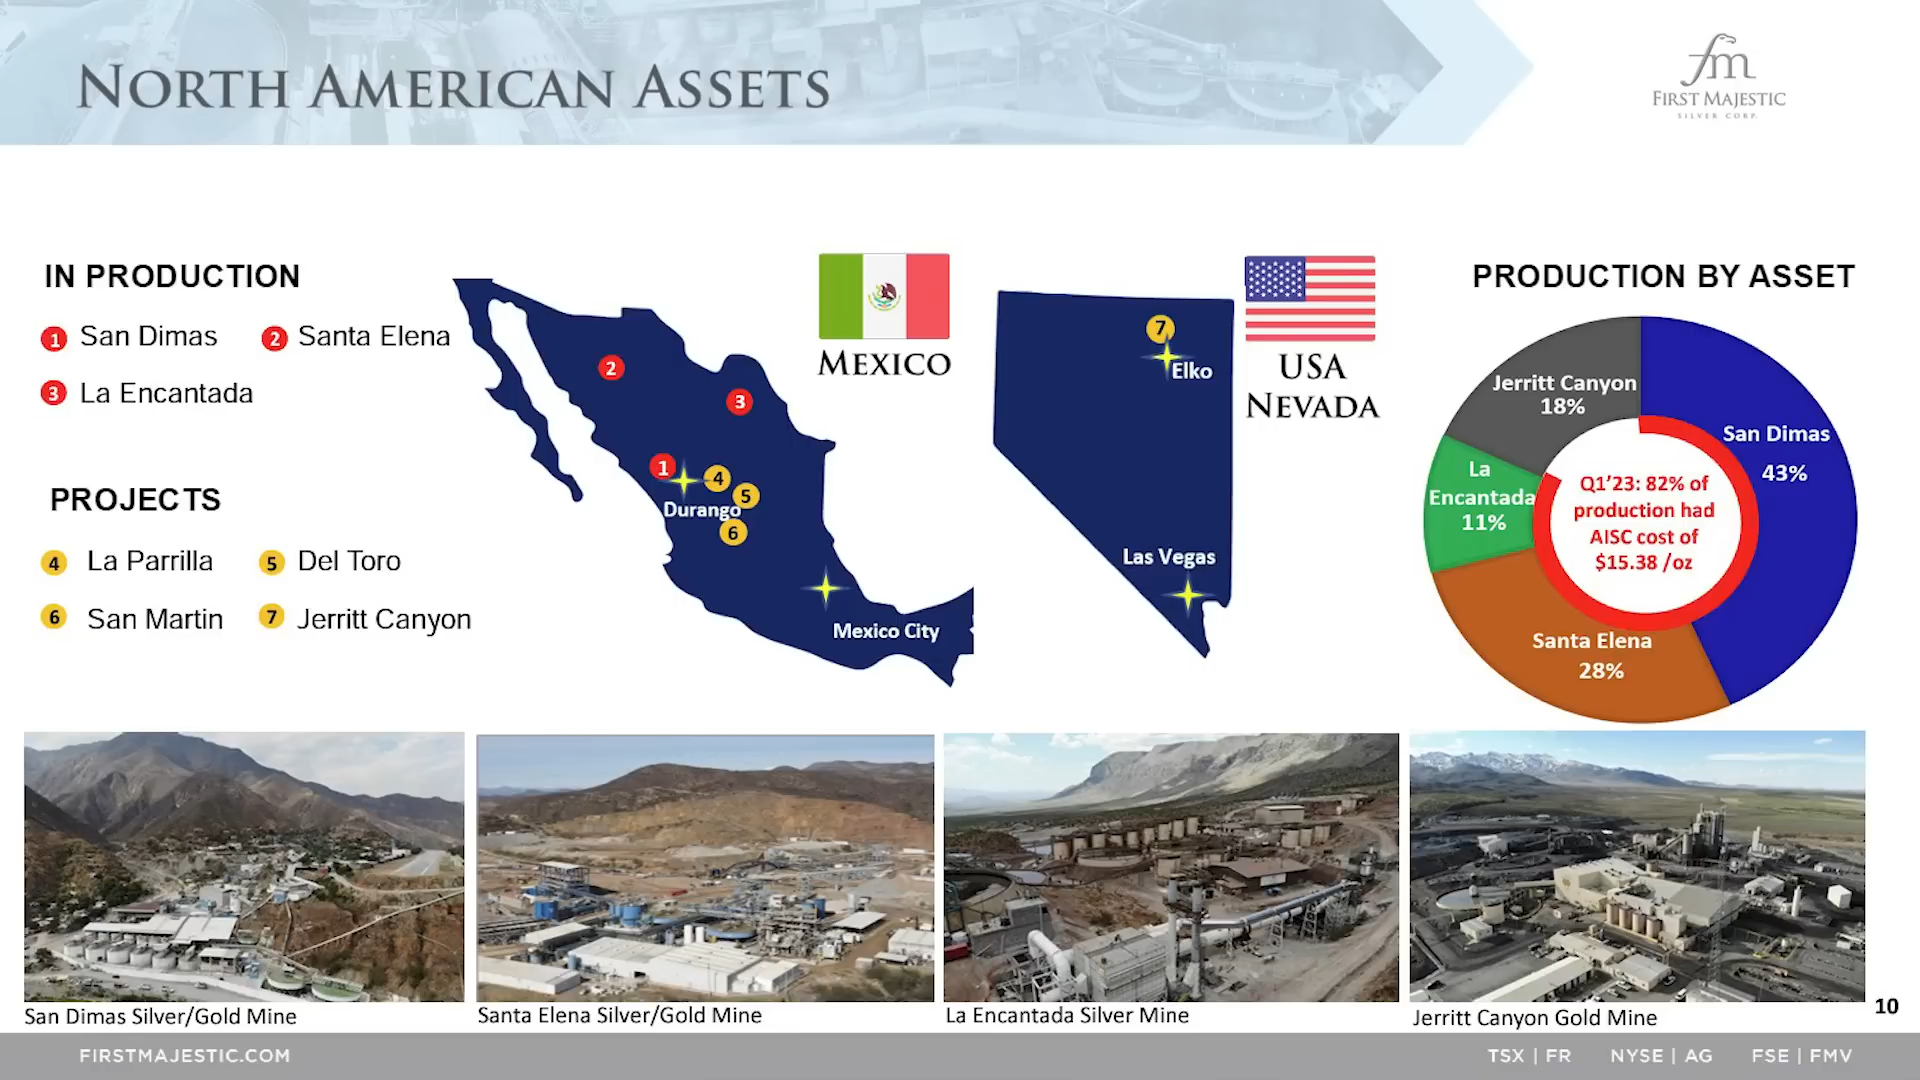 NORTH AMERICAN ASSETS
fm
FIRST MAJESTIC
SILVER CORP.
IN PRODUCTION
1 San Dimas
2 Santa Elena
3 La Encantada
PROJECTS
4 La Parrilla
5 Del Toro
6 San Martin
7 Jerritt Canyon
MEXICO
2
3
1
4
5
Durango
6
Mexico City
USA
NEVADA
7
Elko
Las Vegas
PRODUCTION BY ASSET
Jerritt Canyon
18%
San Dimas
43%
La
Encantada
11%
Santa Elena
28%
Q1'23: 82% of
production had
AISC cost of
$15.38 /oz
San Dimas Silver/Gold Mine
Santa Elena Silver/Gold Mine
La Encantada Silver Mine
Jerritt Canyon Gold Mine
10
FIRSTMAJESTIC.COM
TSX | FR NYSE | AG FSE | FMV